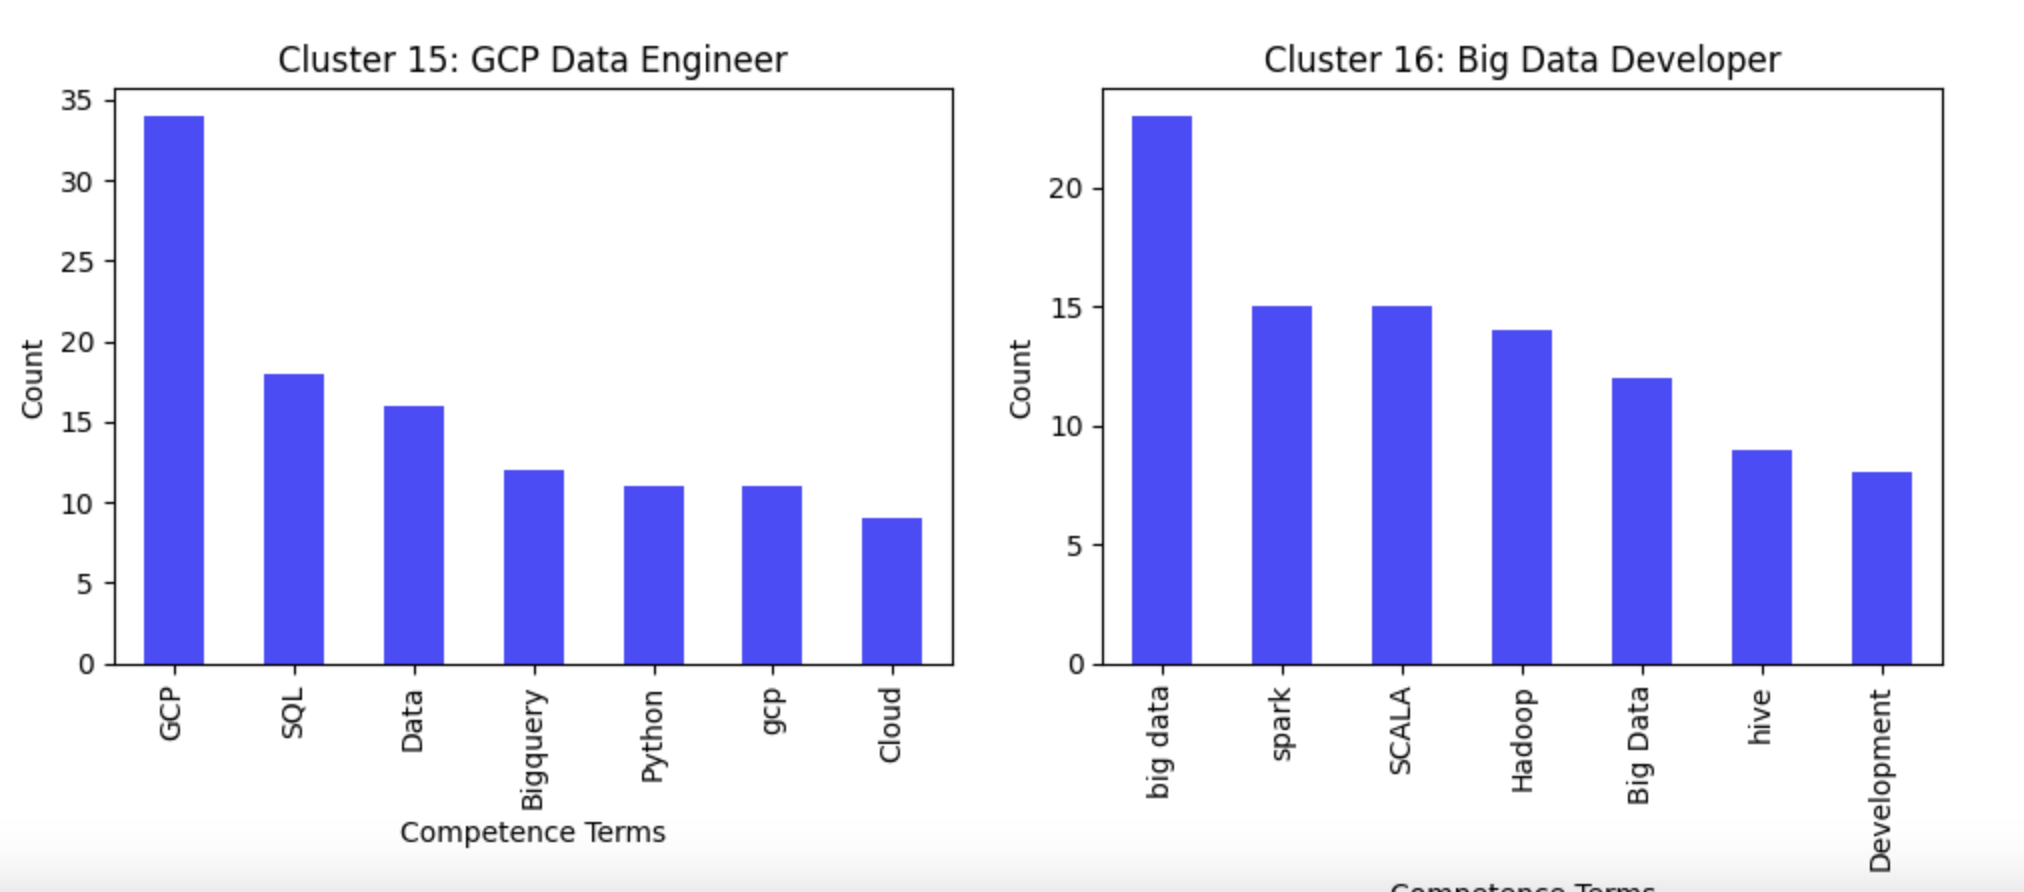 Cluster 15: GCP Data Engineer
35
30
25
20
15
10
5
0
Count
GCP
SQL
Data
Bigquery
Python
gcp
Cloud
Competence Terms
Cluster 16: Big Data Developer
20
15
10
5
0
Count
big data
spark
SCALA
Hadoop
Big Data
hive
Development
Competence Terms